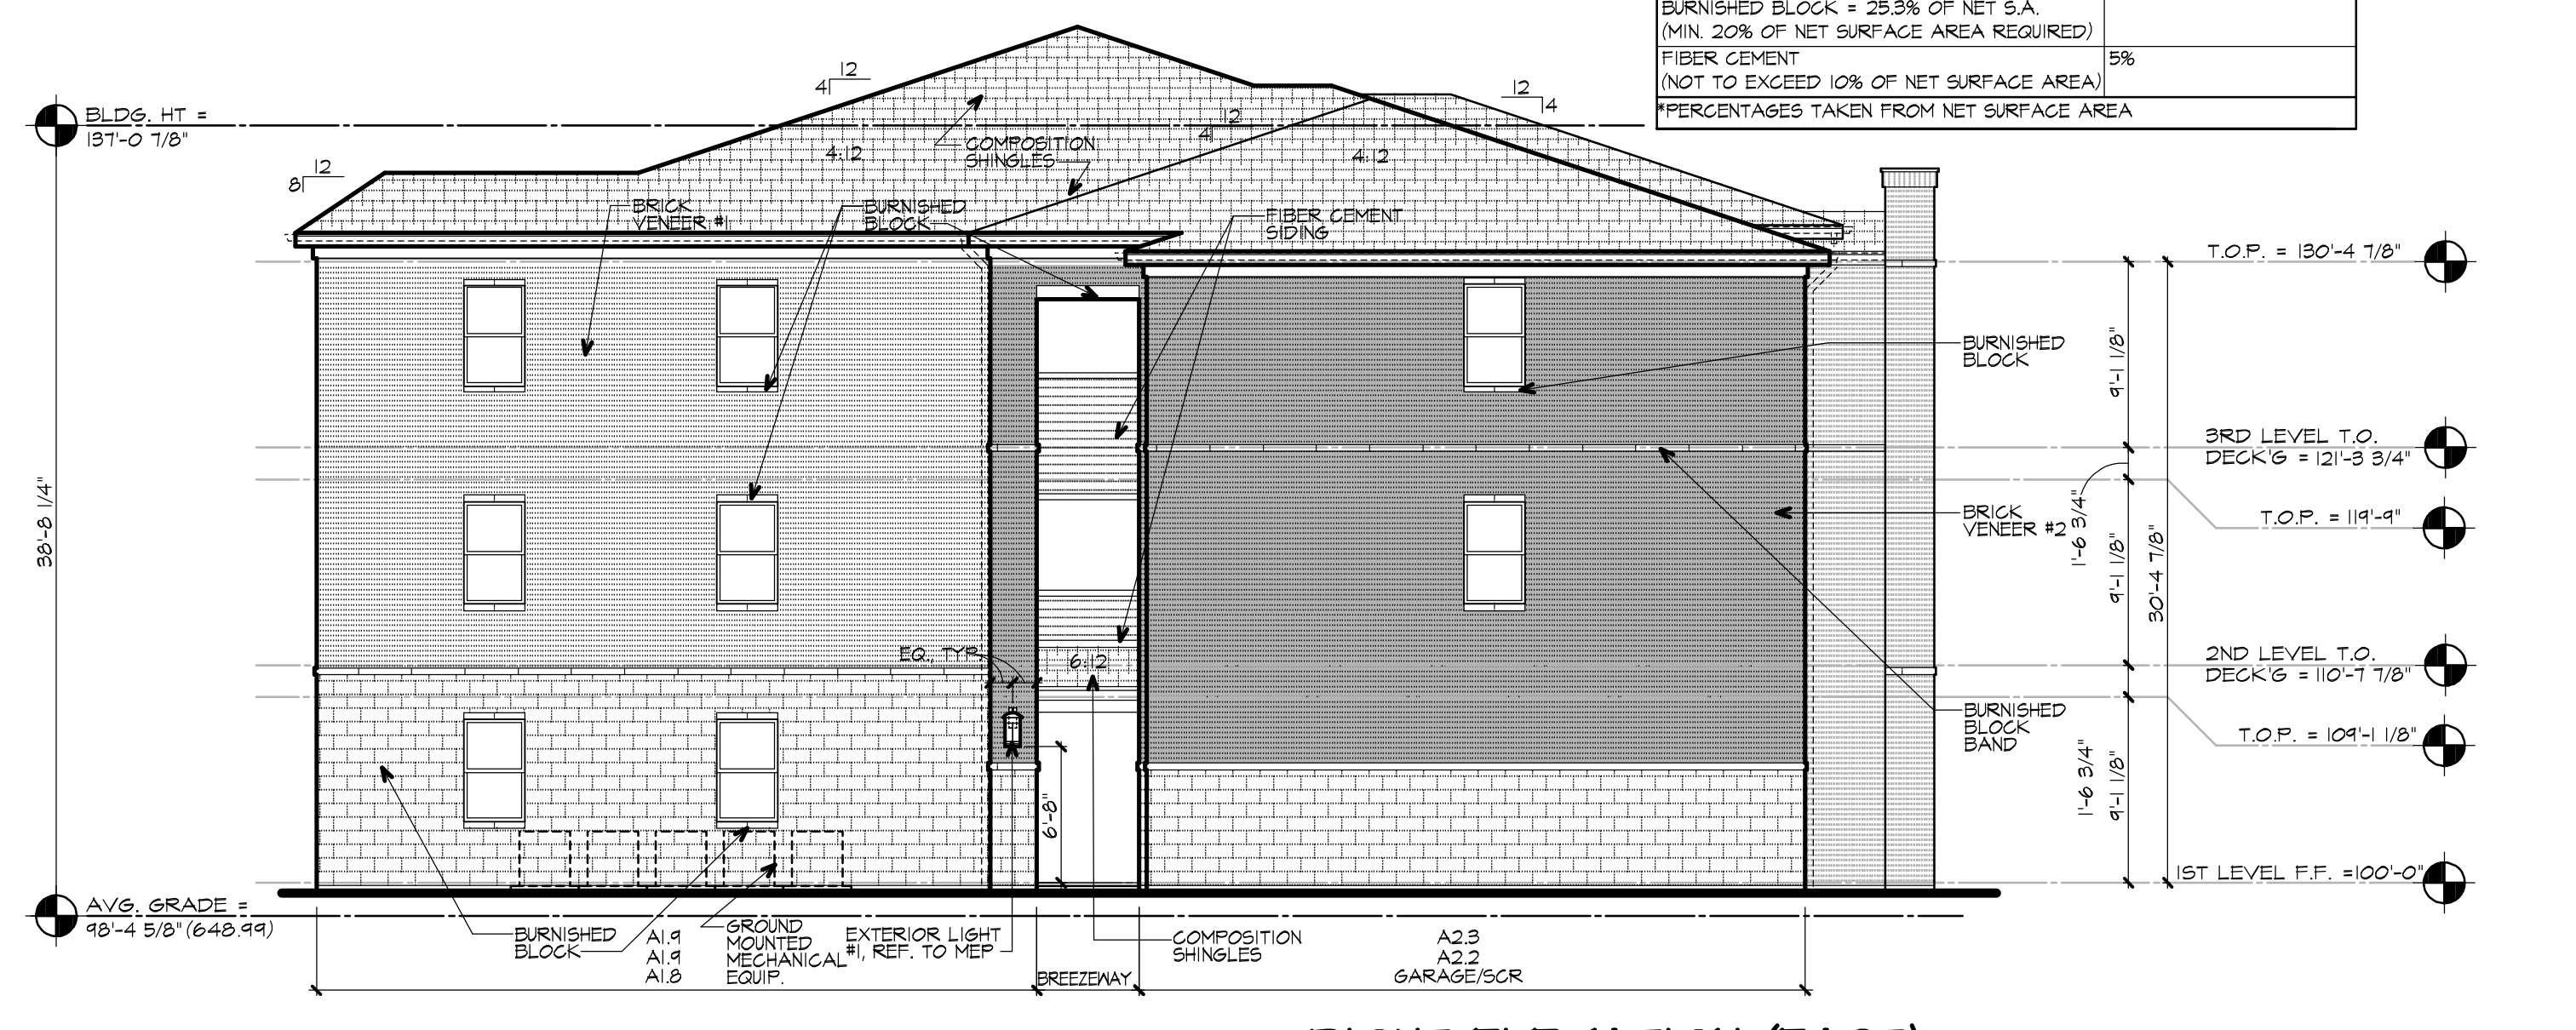 BURNISHED BLOCK = 25.3% OF NET S.A.
(MIN. 20% OF NET SURFACE AREA REQUIRED)
FIBER CEMENT
5%
(NOT TO EXCEED 10% OF NET SURFACE AREA)
*PERCENTAGES TAKEN FROM NET SURFACE AREA
BLDG. HT =
137'-0 7/8"
12
4
12
4
12
4
12
8
4:12
4:12
COMPOSITION
SHINGLES
BRICK
VENEER #1
BURNISHED
BLOCK
FIBER CEMENT
SIDING
T.O.P. = 130'-4 7/8"
BURNISHED
BLOCK
9'-1 1/8"
3RD LEVEL T.O.
DECK'G = 121'-3 3/4"
38'-8 1/4"
BRICK
VENEER #2
1'-6 3/4"
T.O.P. = 119'-9"
9'-1 1/8"
30'-4 7/8"
EQ., TYP.
6:12
2ND LEVEL T.O.
DECK'G = 110'-7 7/8"
BURNISHED
BLOCK
BAND
T.O.P. = 109'-1 1/8"
1'-6 3/4"
9'-1 1/8"
6'-8"
1ST LEVEL F.F. =100'-0"
AVG. GRADE =
98'-4 5/8" (648.99)
BURNISHED
BLOCK
A1.9
A1.9
A1.8
GROUND
MOUNTED
MECHANICAL
EQUIP.
EXTERIOR LIGHT
#1, REF. TO MEP
BREEZEWAY
COMPOSITION
SHINGLES
A2.3
A2.2
GARAGE/SCR